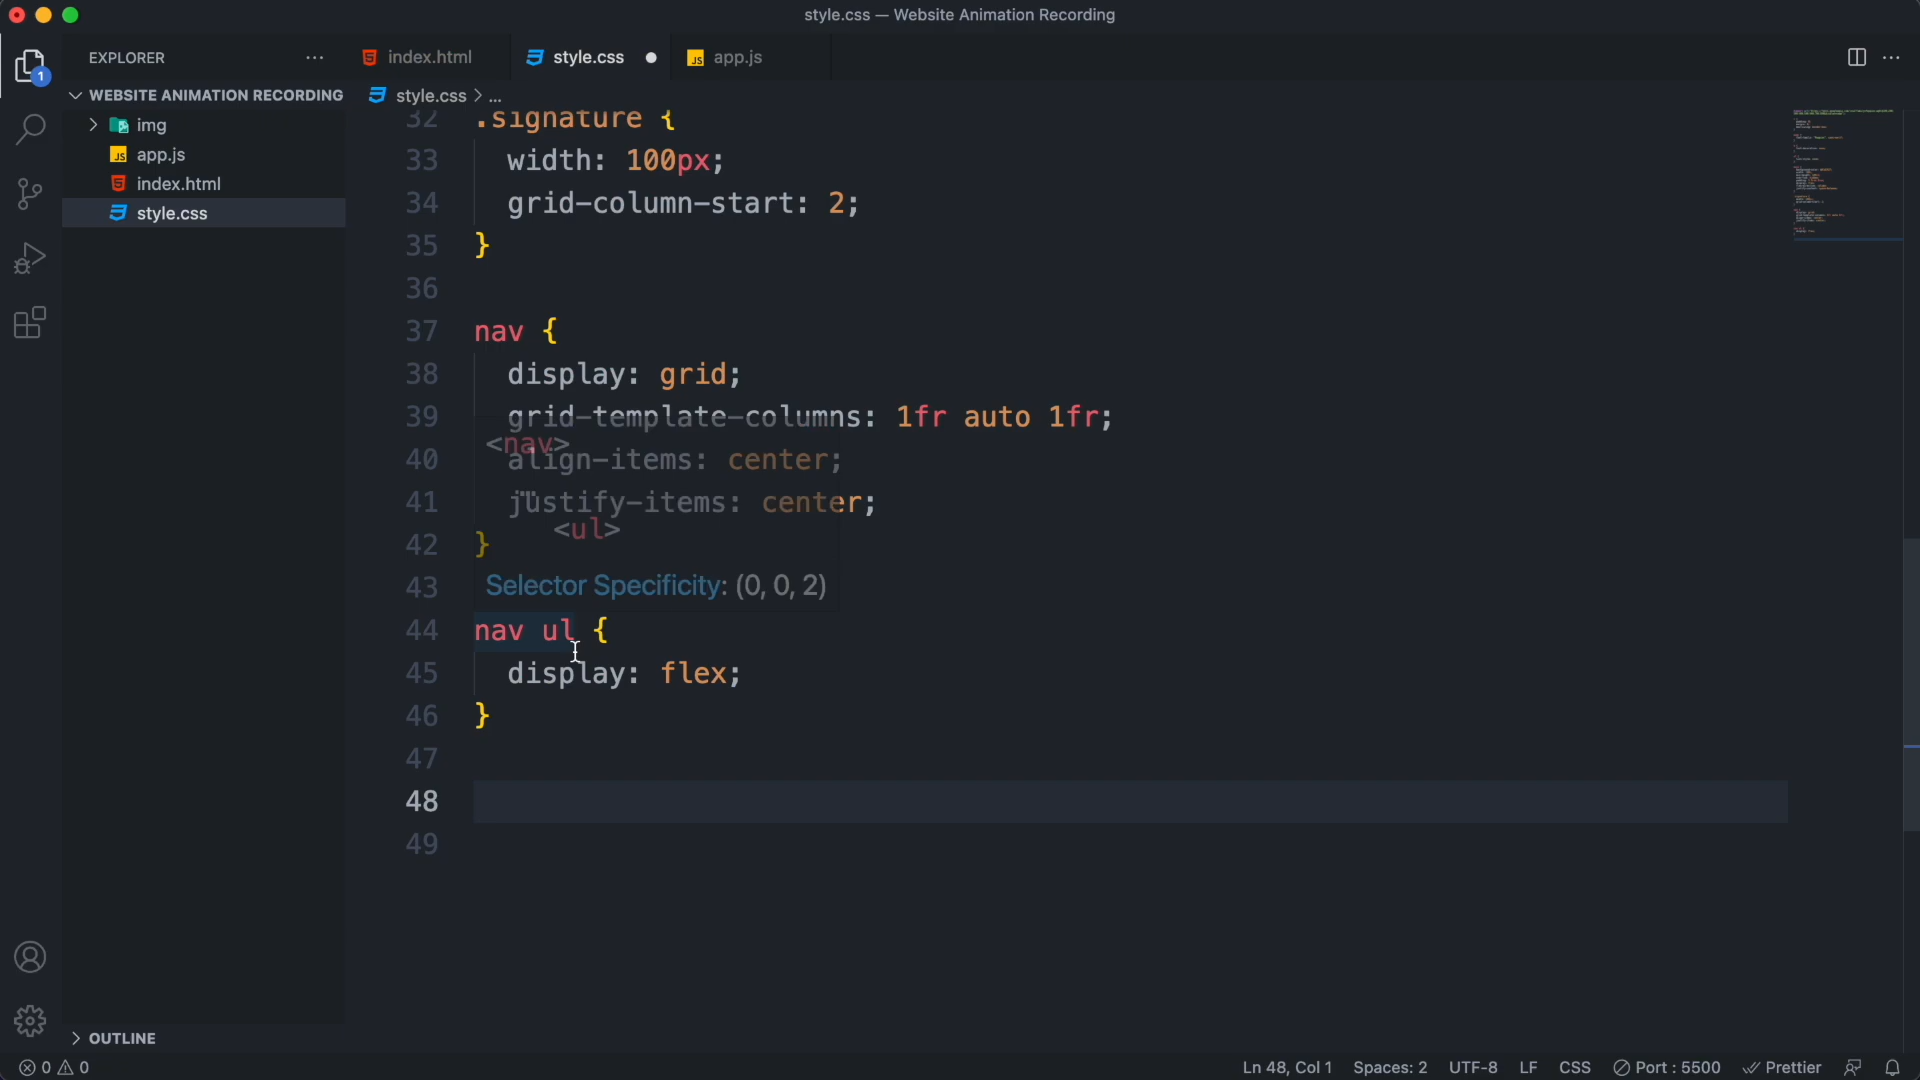 style.css — Website Animation Recording
EXPLORER
index.html
style.css
app.js
WEBSITE ANIMATION RECORDING
style.css > ...
img
app.js
index.html
style.css
32 .signature {
33 width: 100px;
34 grid-column-start: 2;
35 }
36
37 nav {
38 display: grid;
39 grid-template-columns: 1fr auto 1fr;
<nav>
40 align-items: center;
…
41 justify-items: center;
<ul>
42 }
43
Selector Specificity: (0, 0, 2)
44 nav ul {
45 display: flex;
46 }
47
48
49
1
OUTLINE
0 0
Ln 48, Col 1 Spaces: 2 UTF-8 LF CSS Port : 5500 Prettier